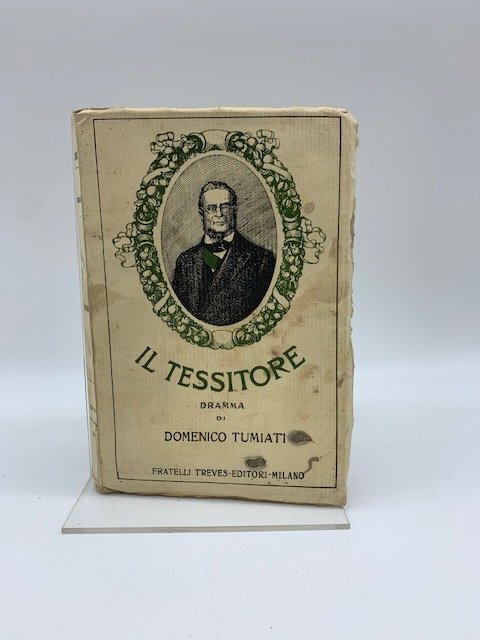 IL TESSITORE
DRAMMA
DI
DOMENICO TUMIATI
FRATELLI TREVES-EDITORI-MILANO